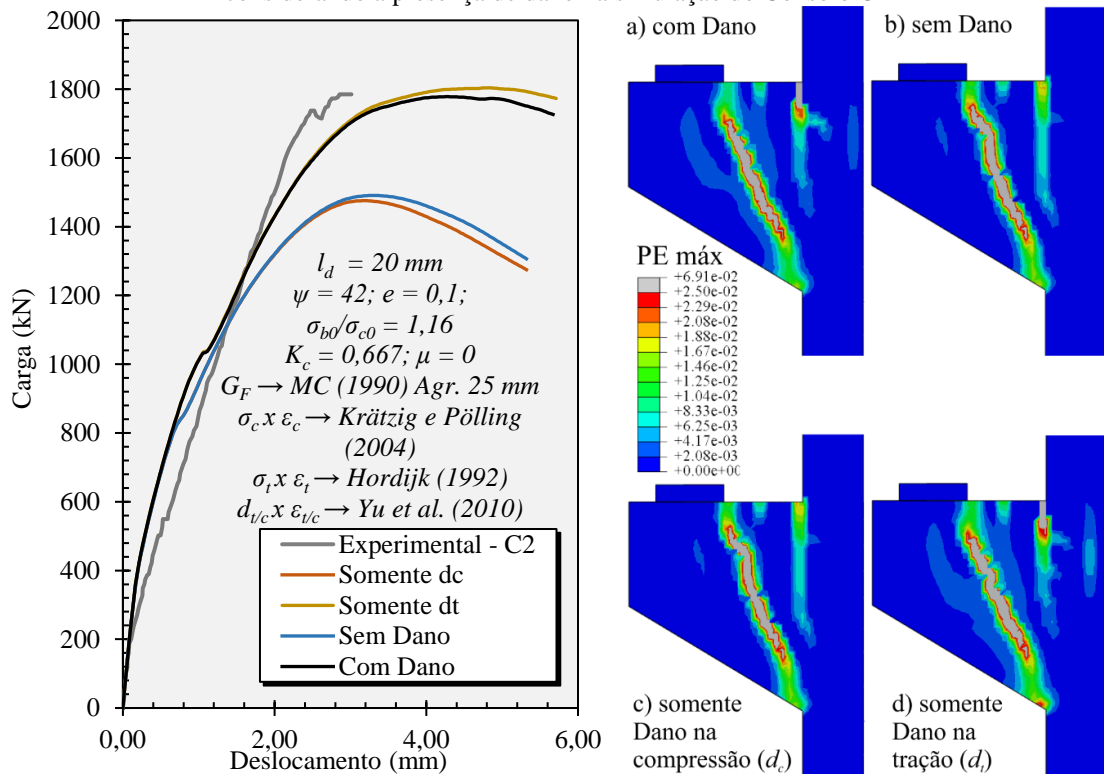 2000
1800
1600
1400
1200
1000
800
600
400
200
0
Carga (kN)
0,00
2,00
4,00
6,00
Deslocamento (mm)
l_d = 20 mm
ψ = 42; e = 0,1;
σ_b0/σ_c0 = 1,16
K_c = 0,667; μ = 0
G_F → MC (1990) Agr. 25 mm
σ_c x ε_c → Krätzig e Pölling
(2004)
σ_t x ε_t → Hordijk (1992)
d_t/c x ε_t/c → Yu et al. (2010)
Experimental - C2
Somente dc
Somente dt
Sem Dano
Com Dano
a) com Dano
b) sem Dano
PE máx
+6.91e-02
+2.50e-02
+2.29e-02
+2.08e-02
+1.88e-02
+1.67e-02
+1.46e-02
+1.25e-02
+1.04e-02
+8.33e-03
+6.25e-03
+4.17e-03
+2.08e-03
+0.00e+00
c) somente
Dano na
compressão (d_c)
d) somente
Dano na
tração (d_t)